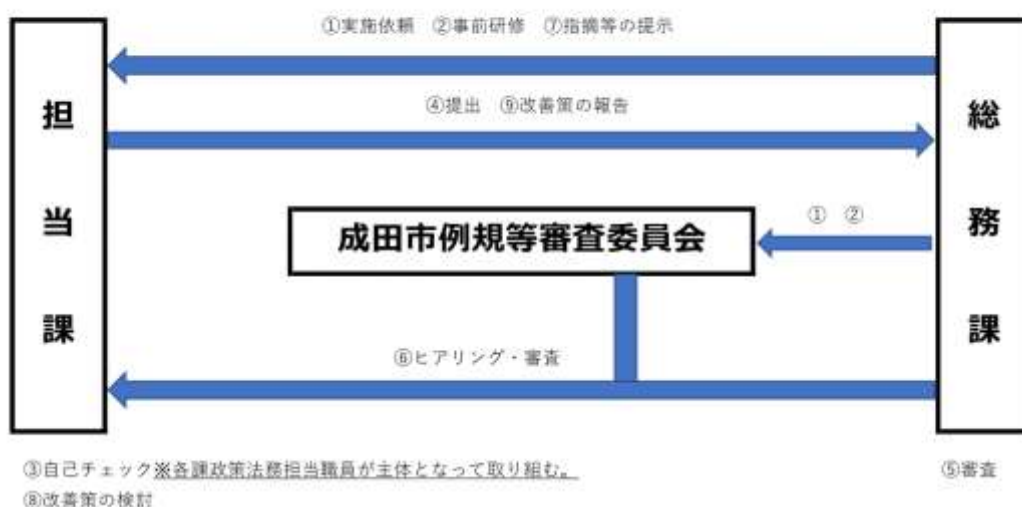 ①実施依頼　②事前研修　⑦指摘等の提示
④提出　⑨改善策の報告
担当課
総務課
成田市例規等審査委員会
①　②
⑥ヒアリング・審査
③自己チェック※各課政策法務担当職員が主体となって取り組む。
⑤審査
⑧改善策の検討